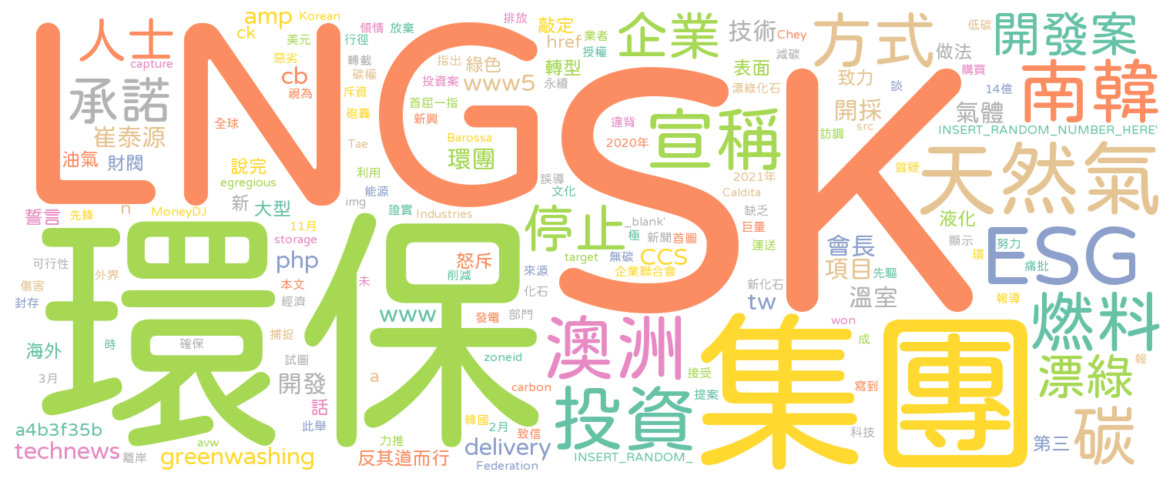 amp Korean 排放 敲定 企業 技術 Chey 方式 低碳 開發案
人士 ck 美元 行徑 領情 放棄 href 業者 授權 減碳 做法
capture 惡劣 轉載 指出 綠色 轉型 表面 致力 購買
承諾 cb 視為 碳權 投資案 www5 永續 漂綠化石 談 14億 南韓
崔泰源 LNG 斥資 砲轟 首屈一指 新興 違背 宣稱 SK 開採 氣體
油氣 財閥 全球 Tae Barossa 環團 2020年 訪調 src INSERT_RANDOM_NUMBER_HERE'
說完 egregious 利用 誤導 2021年 質疑 天然氣
誓言 先鋒 n MoneyDJ 新 大型 能源 img 證實 Industries 文化 Caldita 缺乏 液化
11月 停止 _blank' 極 新聞 首圖 巨量 運送 會長 顯示 努力 環 ESG
可行性 外界 storage php 怒斥 削減 來源 target 無碳 CCS 項目 先驅 痛批
傷害 封存 本文 經濟 未 化石 企業聯合會 新化石 tw 溫室 報導
環保 www 發電 部門 澳洲 集團 won 燃料
海外 時 確保 捕捉 試圖 zoneid 成 報
3月 開發 a carbon 接受 提案 寫到 漂綠
a4b3f35b 話 此舉 韓國 2月 致信 投資 碳
technews avw 離岸 greenwashing 力推 反其道而行 delivery Federation INSERT_RANDOM_ 科技 第三